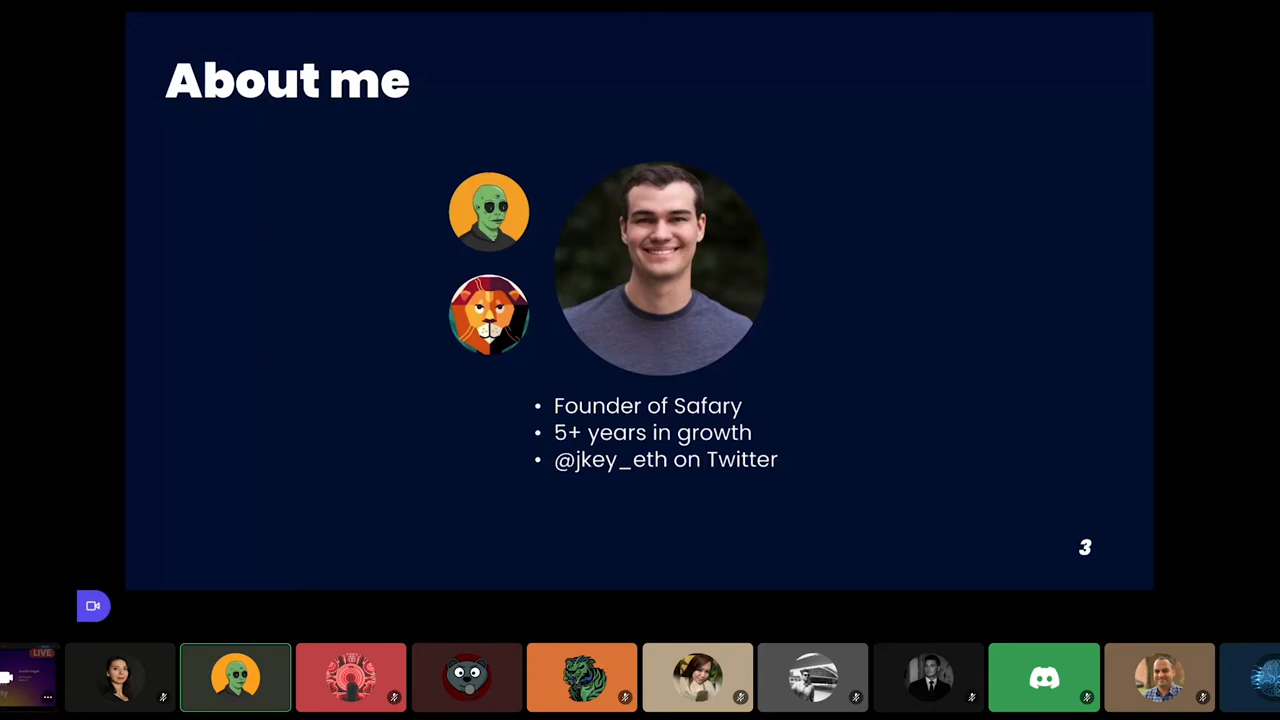 About me
• Founder of Safary
• 5+ years in growth
• @jkey_eth on Twitter
3
LIVE